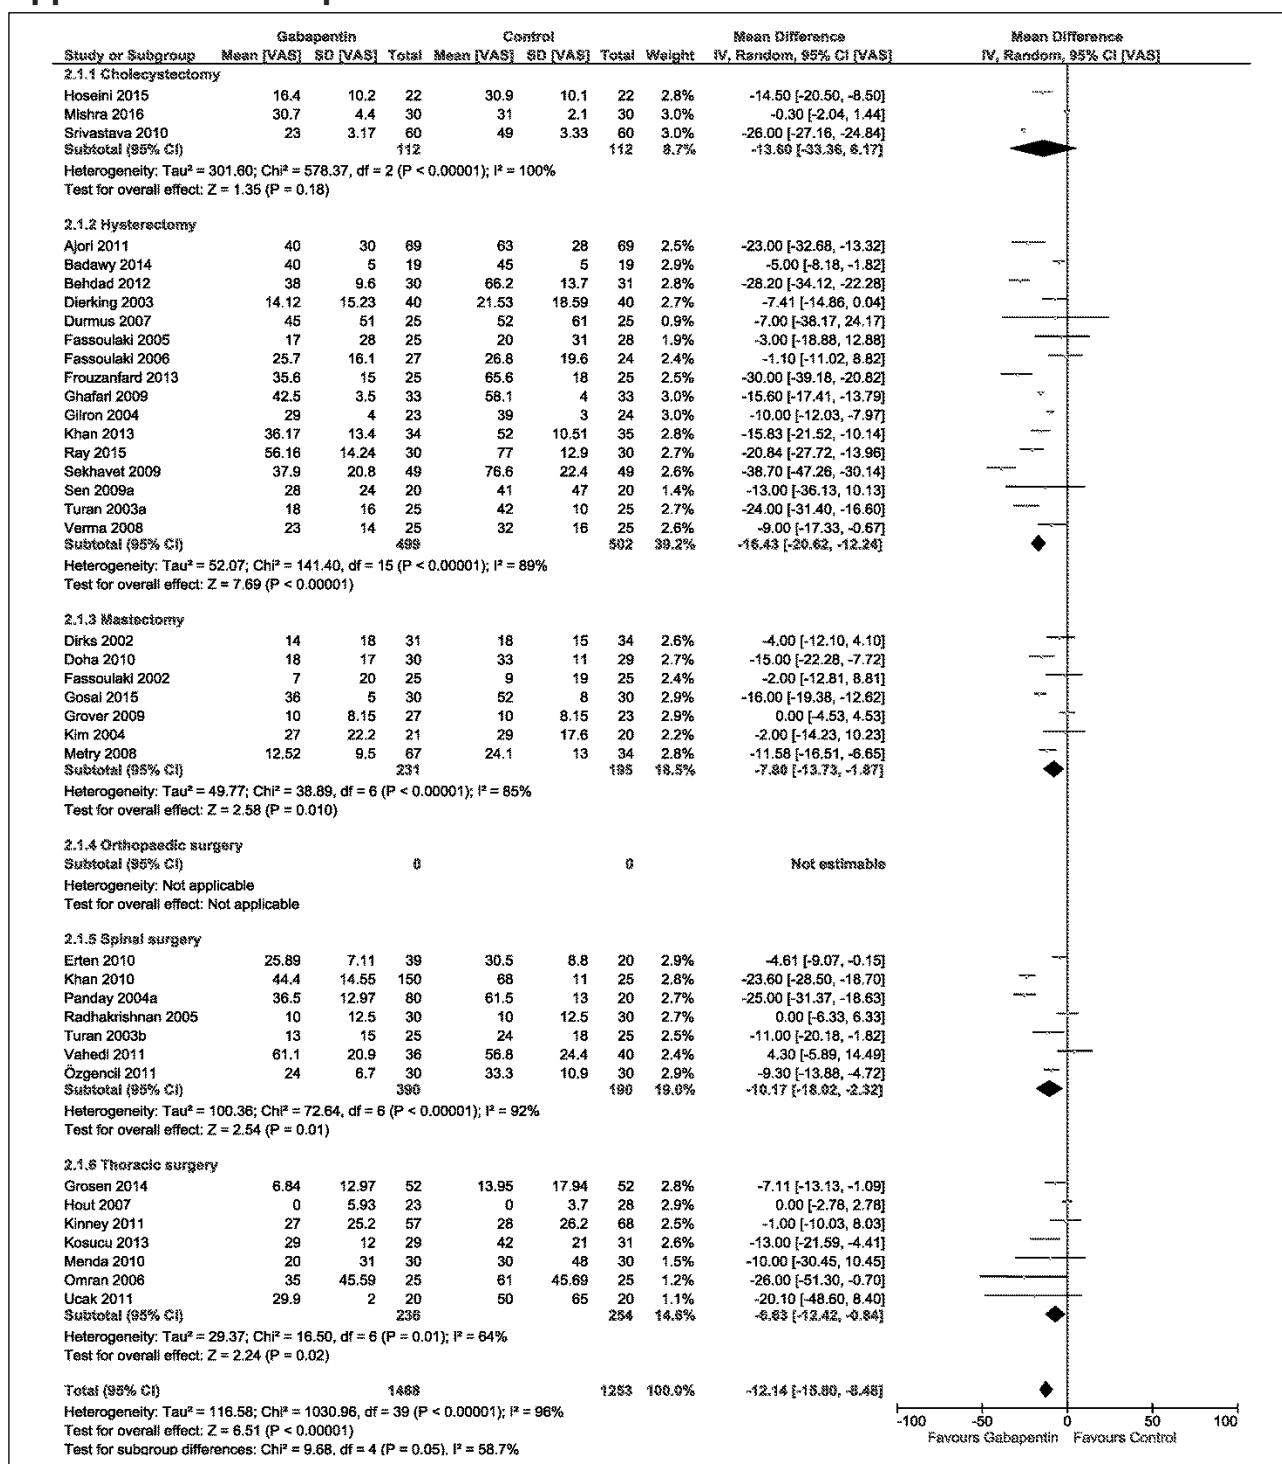 Gabapentin Control Mean Difference Mean Difference
Study or Subgroup Mean [VAS] SD [VAS] Total Mean [VAS] SD [VAS] Total Weight IV, Random, 95% CI [VAS] IV, Random, 95% CI [VAS]
2.1.1 Cholecystectomy
Hoseini 2015 16.4 10.2 22 30.9 10.1 22 2.8% -14.50 [-20.50, -8.50]
Mishra 2016 30.7 4.4 30 31 2.1 30 3.0% -0.30 [-2.04, 1.44]
Srivastava 2010 23 3.17 60 49 3.33 60 3.0% -26.00 [-27.16, -24.84]
Subtotal (95% CI) 112 112 8.7% -13.60 [-33.36, 6.17]
Heterogeneity: Tau² = 301.60; Chi² = 578.37, df = 2 (P < 0.00001); I² = 100%
Test for overall effect: Z = 1.35 (P = 0.18)
2.1.2 Hysterectomy
Ajori 2011 40 30 69 63 28 69 2.5% -23.00 [-32.68, -13.32]
Badawy 2014 40 5 19 45 5 19 2.9% -5.00 [-8.18, -1.82]
Behdad 2012 38 9.6 30 66.2 13.7 31 2.8% -28.20 [-34.12, -22.28]
Dierking 2003 14.12 15.23 40 21.53 18.59 40 2.7% -7.41 [-14.86, 0.04]
Durmus 2007 45 51 25 52 61 25 0.9% -7.00 [-38.17, 24.17]
Fassoulaki 2005 17 28 25 20 31 28 1.9% -3.00 [-18.88, 12.88]
Fassoulaki 2006 25.7 16.1 27 26.8 19.6 24 2.4% -1.10 [-11.02, 8.82]
Frouzanfard 2013 35.6 15 25 65.6 18 25 2.5% -30.00 [-39.18, -20.82]
Ghafari 2009 42.5 3.5 33 58.1 4 33 3.0% -15.60 [-17.41, -13.79]
Gilron 2004 29 4 23 39 3 24 3.0% -10.00 [-12.03, -7.97]
Khan 2013 36.17 13.4 34 52 10.51 35 2.8% -15.83 [-21.52, -10.14]
Ray 2015 56.16 14.24 30 77 12.9 30 2.7% -20.84 [-27.72, -13.96]
Sekhavet 2009 37.9 20.8 49 76.6 22.4 49 2.6% -38.70 [-47.26, -30.14]
Sen 2009a 28 24 20 41 47 20 1.4% -13.00 [-36.13, 10.13]
Turan 2003a 18 16 25 42 10 25 2.7% -24.00 [-31.40, -16.60]
Verma 2008 23 14 25 32 16 25 2.6% -9.00 [-17.33, -0.67]
Subtotal (95% CI) 499 502 39.2% -16.43 [-20.62, -12.24]
Heterogeneity: Tau² = 52.07; Chi² = 141.40, df = 15 (P < 0.00001); I² = 89%
Test for overall effect: Z = 7.69 (P < 0.00001)
2.1.3 Mastectomy
Dirks 2002 14 18 31 18 15 34 2.6% -4.00 [-12.10, 4.10]
Doha 2010 18 17 30 33 11 29 2.7% -15.00 [-22.28, -7.72]
Fassoulaki 2002 7 20 25 9 19 25 2.4% -2.00 [-12.81, 8.81]
Gosai 2015 36 5 30 52 8 30 2.9% -16.00 [-19.38, -12.62]
Grover 2009 10 8.15 27 10 8.15 23 2.9% 0.00 [-4.53, 4.53]
Kim 2004 27 22.2 21 29 17.6 20 2.2% -2.00 [-14.23, 10.23]
Metry 2008 12.52 9.5 67 24.1 13 34 2.8% -11.58 [-16.51, -6.65]
Subtotal (95% CI) 231 195 18.5% -7.80 [-13.73, -1.87]
Heterogeneity: Tau² = 49.77; Chi² = 38.89, df = 6 (P < 0.00001); I² = 85%
Test for overall effect: Z = 2.58 (P = 0.010)
2.1.4 Orthopaedic surgery
Subtotal (95% CI) 0 0 Not estimable
Heterogeneity: Not applicable
Test for overall effect: Not applicable
2.1.5 Spinal surgery
Erten 2010 25.89 7.11 39 30.5 8.8 20 2.9% -4.61 [-9.07, -0.15]
Khan 2010 44.4 14.55 150 68 11 25 2.8% -23.60 [-28.50, -18.70]
Panday 2004a 36.5 12.97 80 61.5 13 20 2.7% -25.00 [-31.37, -18.63]
Radhakrishnan 2005 10 12.5 30 10 12.5 30 2.7% 0.00 [-6.33, 6.33]
Turan 2003b 13 15 25 24 18 25 2.5% -11.00 [-20.18, -1.82]
Vahedi 2011 61.1 20.9 36 56.8 24.4 40 2.4% 4.30 [-5.89, 14.49]
Özgencil 2011 24 6.7 30 33.3 10.9 30 2.9% -9.30 [-13.88, -4.72]
Subtotal (95% CI) 390 190 19.0% -10.17 [-18.02, -2.32]
Heterogeneity: Tau² = 100.36; Chi² = 72.64, df = 6 (P < 0.00001); I² = 92%
Test for overall effect: Z = 2.54 (P = 0.01)
2.1.6 Thoracic surgery
Grosen 2014 6.84 12.97 52 13.95 17.94 52 2.8% -7.11 [-13.13, -1.09]
Hout 2007 0 5.93 23 0 3.7 28 2.9% 0.00 [-2.78, 2.78]
Kinney 2011 27 25.2 57 28 26.2 68 2.5% -1.00 [-10.03, 8.03]
Kosucu 2013 29 12 29 42 21 31 2.6% -13.00 [-21.59, -4.41]
Menda 2010 20 31 30 30 48 30 1.5% -10.00 [-30.45, 10.45]
Omran 2006 35 45.59 25 61 45.69 25 1.2% -26.00 [-51.30, -0.70]
Ucak 2011 29.9 2 20 50 65 20 1.1% -20.10 [-48.60, 8.40]
Subtotal (95% CI) 236 254 14.6% -6.63 [-12.42, -0.84]
Heterogeneity: Tau² = 29.37; Chi² = 16.50, df = 6 (P = 0.01); I² = 64%
Test for overall effect: Z = 2.24 (P = 0.02)
Total (95% CI) 1468 1253 100.0% -12.14 [-15.80, -8.48]
Heterogeneity: Tau² = 116.58; Chi² = 1030.96, df = 39 (P < 0.00001); I² = 96%
Test for overall effect: Z = 6.51 (P < 0.00001)
Test for subgroup differences: Chi² = 9.68, df = 4 (P = 0.05), I² = 58.7%
-100 -50 0 50 100
Favours Gabapentin Favours Control